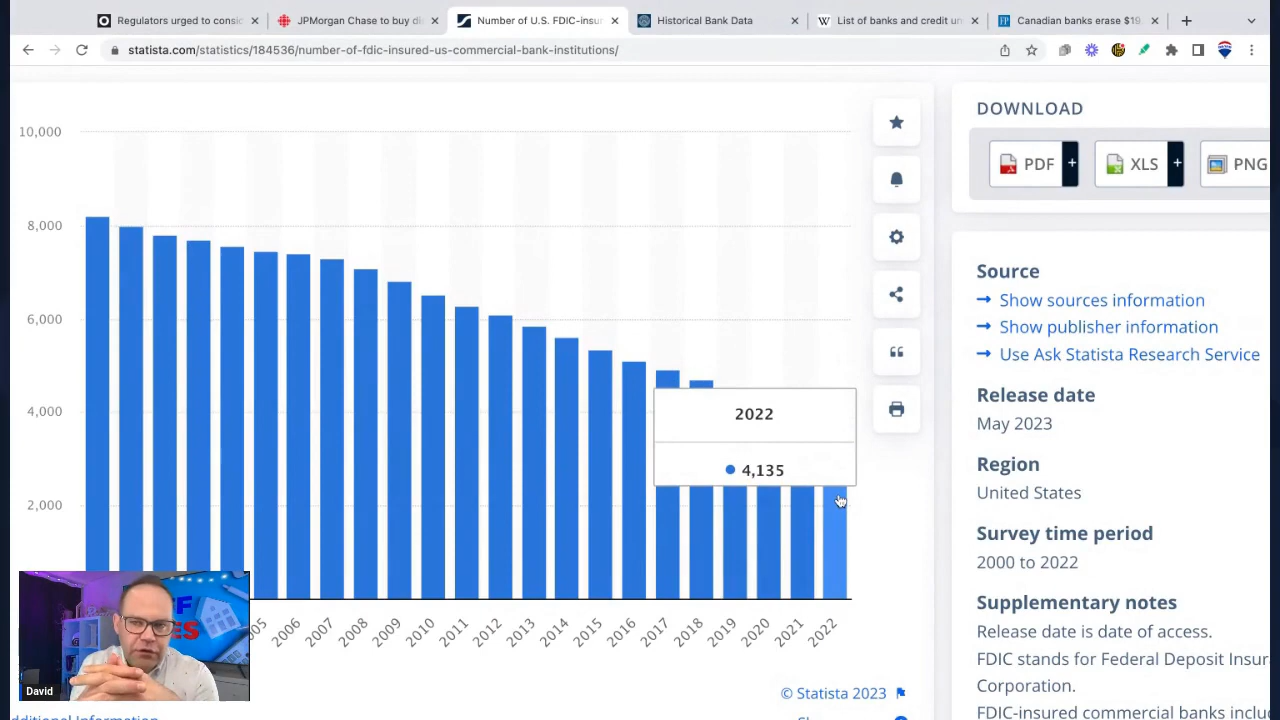 Regulators urged to consid
JPMorgan Chase to buy di
Number of U.S. FDIC-insur
Historical Bank Data
List of banks and credit un
Canadian banks erase $19
statista.com/statistics/184536/number-of-fdic-insured-us-commercial-bank-institutions/
10,000
8,000
6,000
4,000
2,000
2022
4,135
05
2006
2007
2008
2009
2010
2011
2012
2013
2014
2015
2016
2017
2018
2019
2020
2021
2022
© Statista 2023
dditional Information
DOWNLOAD
PDF +
XLS +
PNG
Source
→ Show sources information
→ Show publisher information
→ Use Ask Statista Research Service
Release date
May 2023
Region
United States
Survey time period
2000 to 2022
Supplementary notes
Release date is date of access.
FDIC stands for Federal Deposit Insur
Corporation.
FDIC-insured commercial banks inclu
David